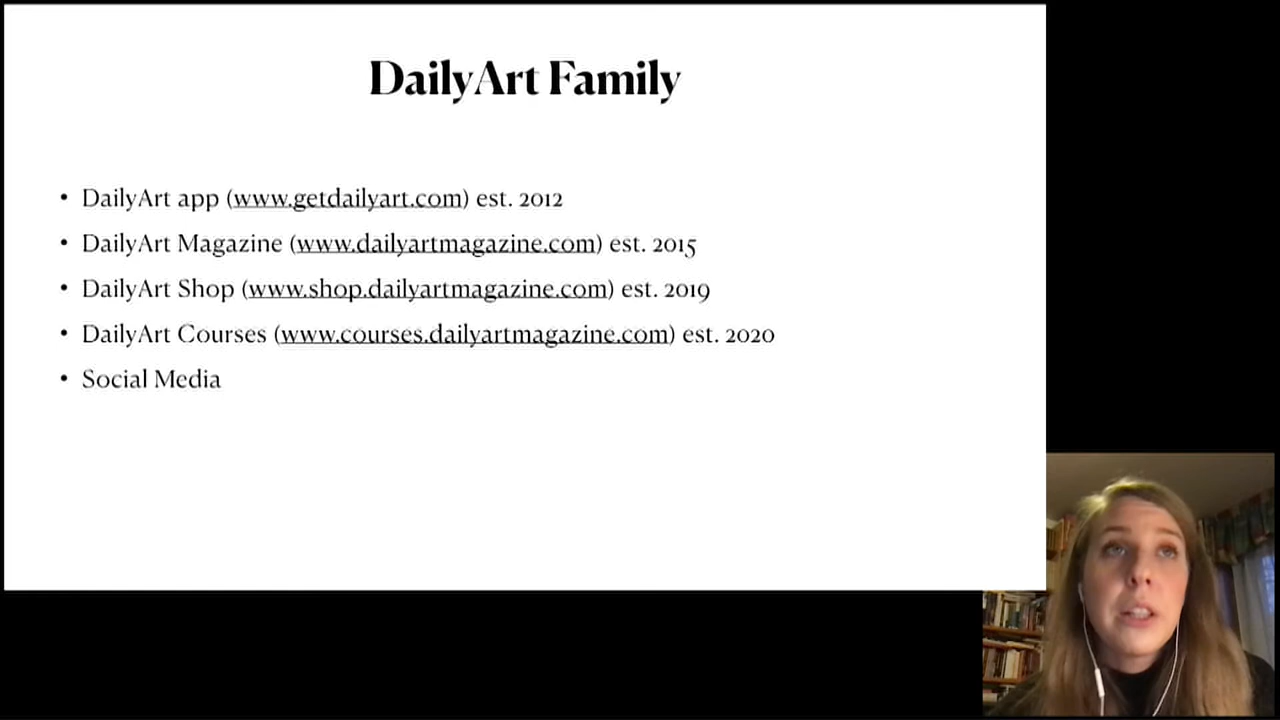 DailyArt Family
• DailyArt app (www.getdailyart.com) est. 2012
• DailyArt Magazine (www.dailyartmagazine.com) est. 2015
• DailyArt Shop (www.shop.dailyartmagazine.com) est. 2019
• DailyArt Courses (www.courses.dailyartmagazine.com) est. 2020
• Social Media